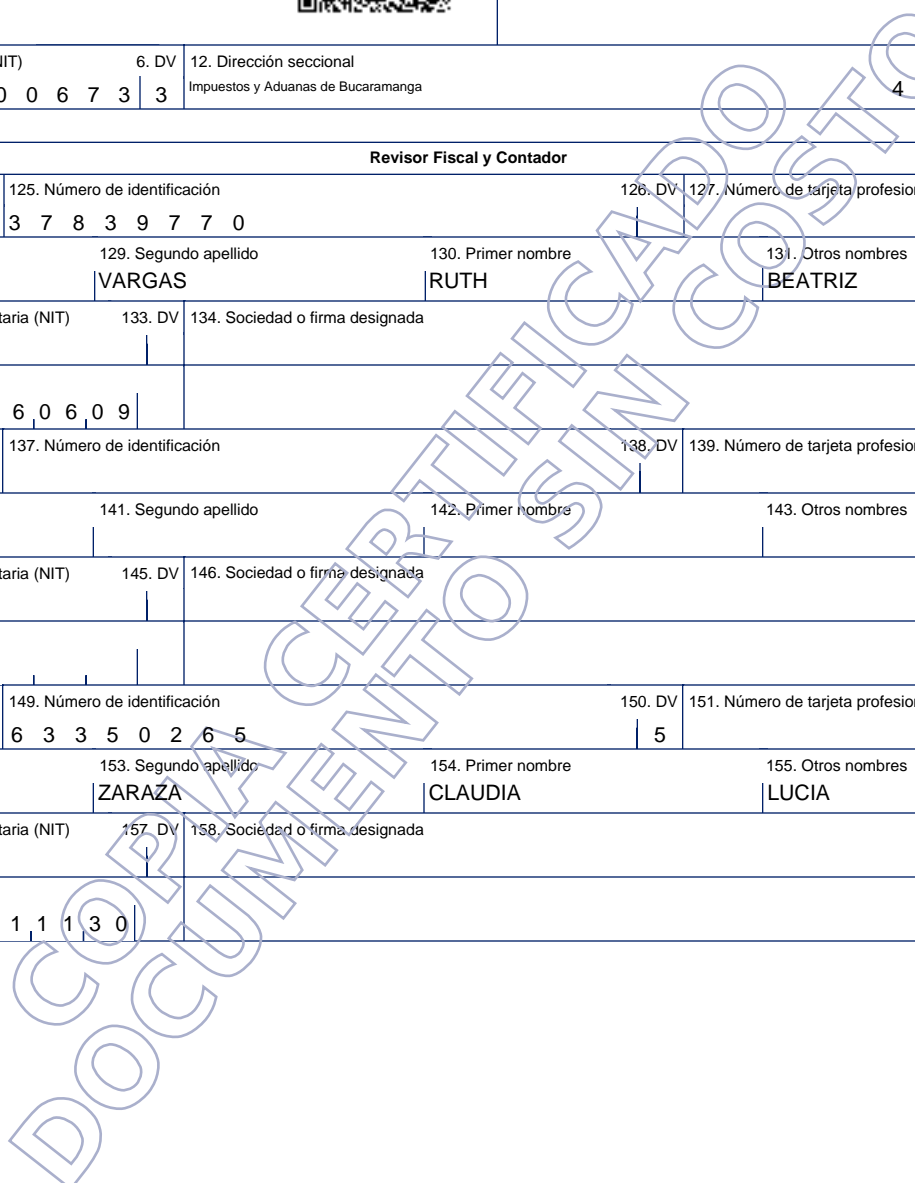 NIT) 6. DV 12. Dirección seccional
0 0 6 7 3 3 Impuestos y Aduanas de Bucaramanga 4
Revisor Fiscal y Contador
125. Número de identificación 126. DV 127. Número de tarjeta profesion
3 7 8 3 9 7 7 0
129. Segundo apellido 130. Primer nombre 131. Otros nombres
VARGAS RUTH BEATRIZ
taria (NIT) 133. DV 134. Sociedad o firma designada
6 0 6 0 9
137. Número de identificación 138. DV 139. Número de tarjeta profesion
141. Segundo apellido 142. Primer nombre 143. Otros nombres
taria (NIT) 145. DV 146. Sociedad o firma designada
149. Número de identificación 150. DV 151. Número de tarjeta profesion
6 3 3 5 0 2 6 5 5
153. Segundo apellido 154. Primer nombre 155. Otros nombres
ZARAZA CLAUDIA LUCIA
taria (NIT) 157. DV 158. Sociedad o firma designada
1 1 1 3 0
COPIA CERTIFICADO
DOCUMENTO SIN COSTO